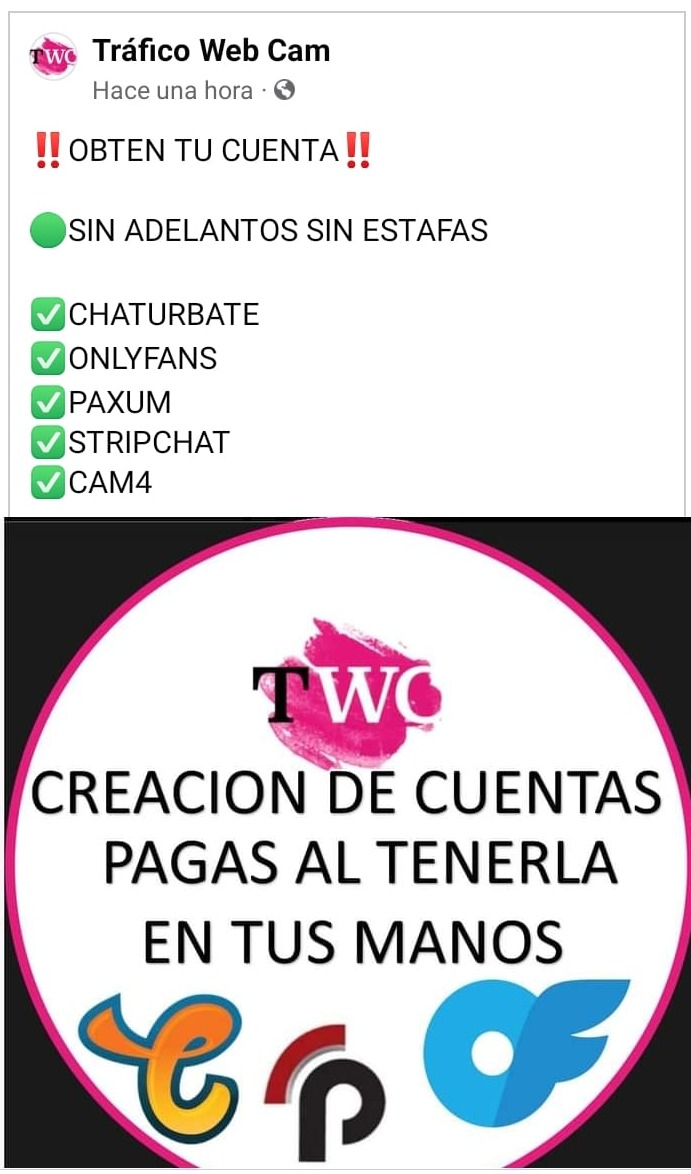 TWC
Tráfico Web Cam
Hace una hora ·
‼️OBTEN TU CUENTA‼️
🟢SIN ADELANTOS SIN ESTAFAS
✅CHATURBATE
✅ONLYFANS
✅PAXUM
✅STRIPCHAT
✅CAM4
TWC
CREACION DE CUENTAS
PAGAS AL TENERLA
EN TUS MANOS